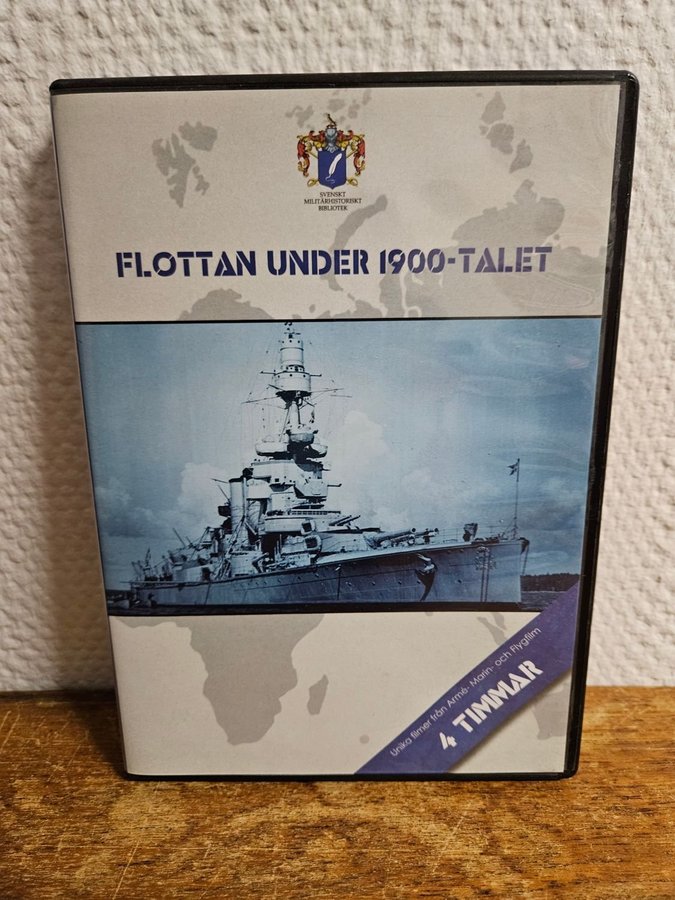 SVENSKT
MILITÄRHISTORISKT
BIBLIOTEK
FLOTTAN UNDER 1900-TALET
Unika filmer från Armé- Marin- och Flygfilm
4 TIMMAR